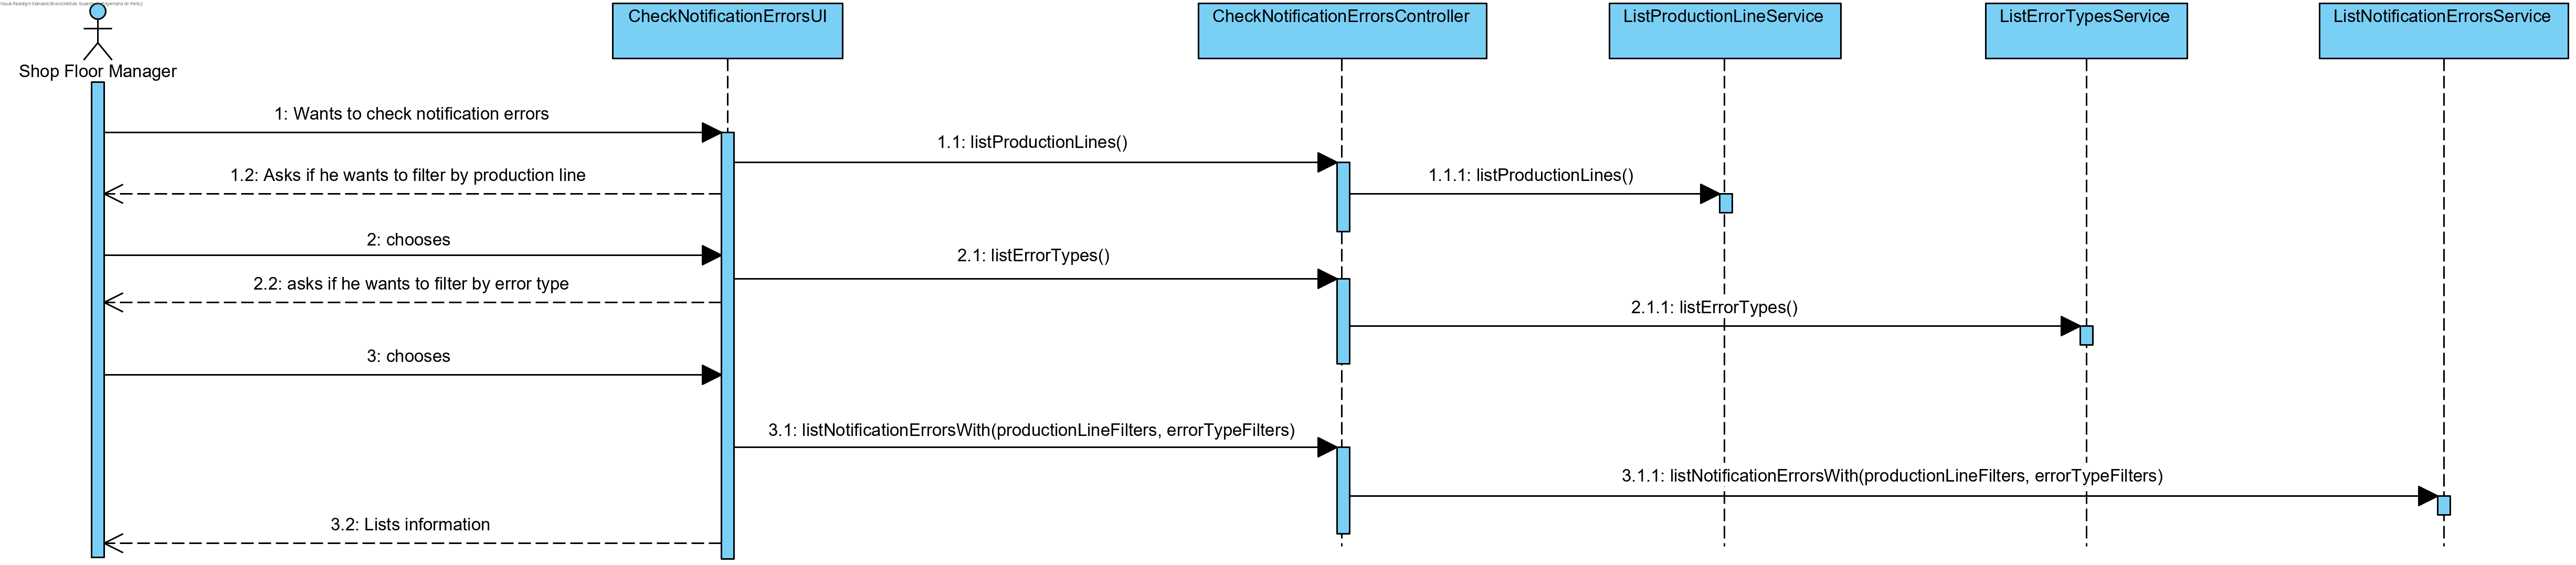 Visual Paradigm Standard(Bruno(Instituto Superior de Engenharia do Porto))
CheckNotificationErrorsUI
CheckNotificationErrorsController
ListProductionLineService
ListErrorTypesService
ListNotificationErrorsService
Shop Floor Manager
1: Wants to check notification errors
1.1: listProductionLines()
1.2: Asks if he wants to filter by production line
1.1.1: listProductionLines()
2: chooses
2.1: listErrorTypes()
2.2: asks if he wants to filter by error type
2.1.1: listErrorTypes()
3: chooses
3.1: listNotificationErrorsWith(productionLineFilters, errorTypeFilters)
3.1.1: listNotificationErrorsWith(productionLineFilters, errorTypeFilters)
3.2: Lists information